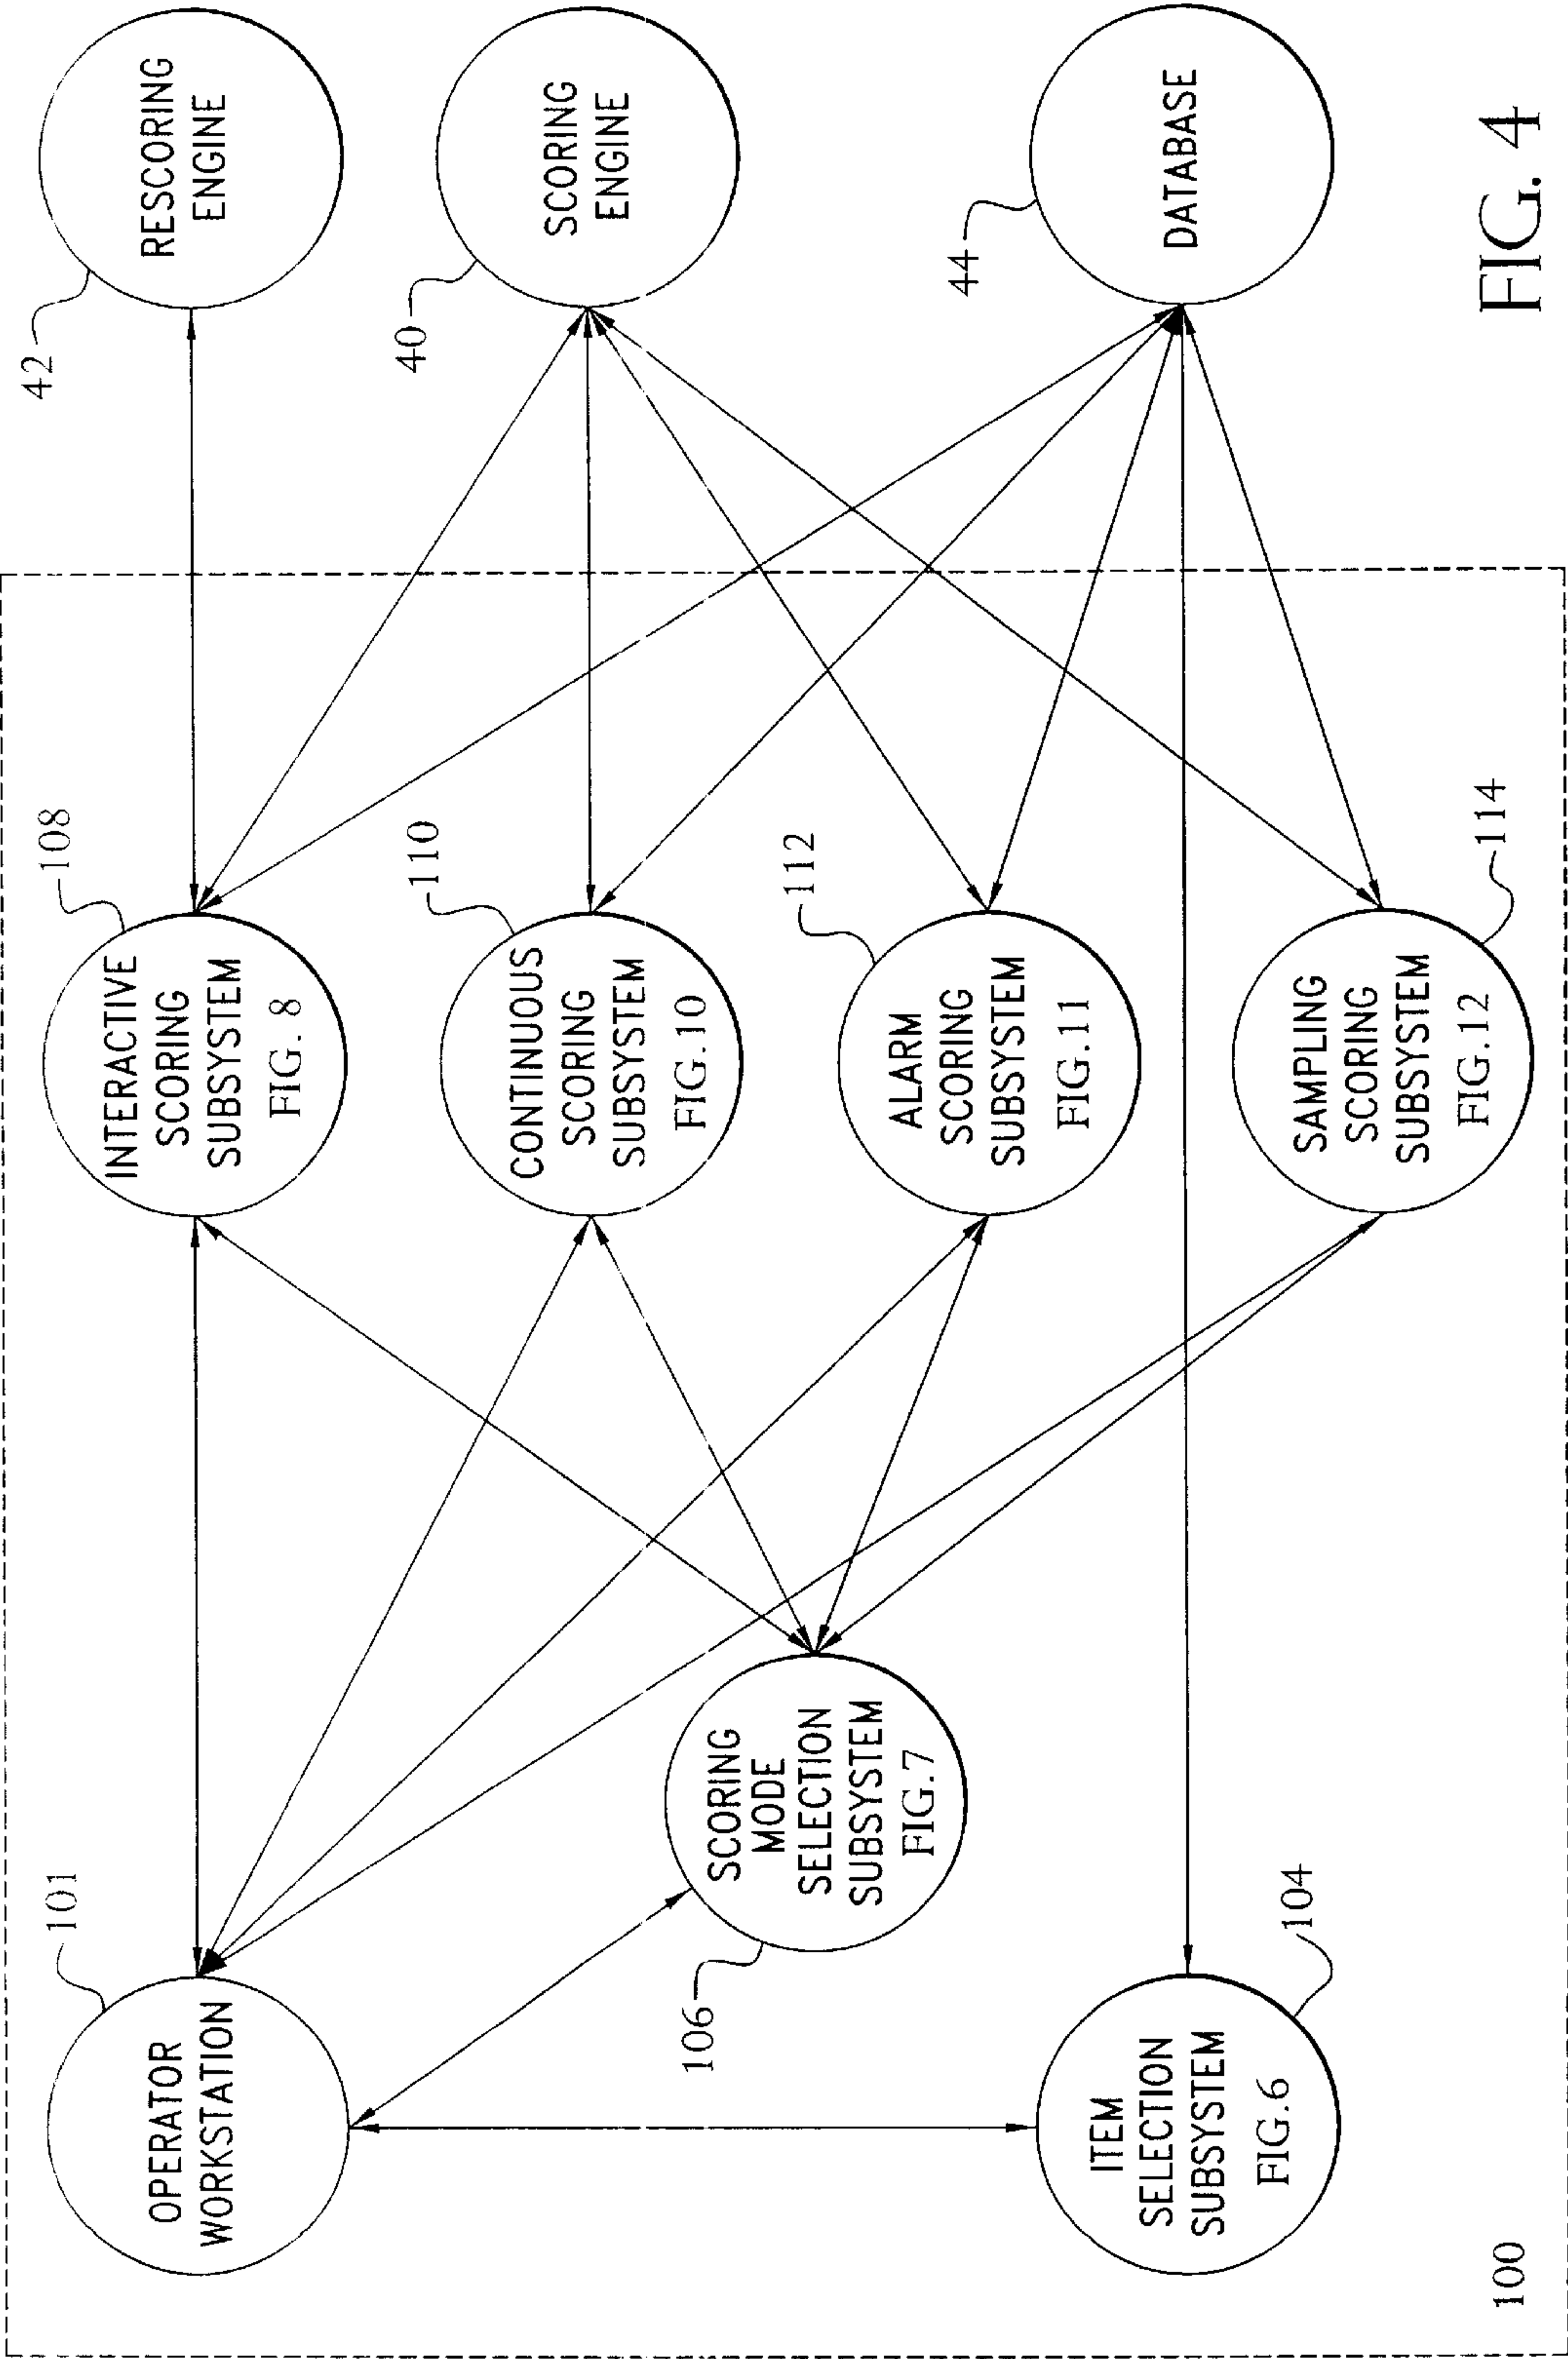 101
OPERATOR
WORKSTATION
106
SCORING
MODE
SELECTION
SUBSYSTEM
FIG.7
104
ITEM
SELECTION
SUBSYSTEM
FIG.6
100
108
INTERACTIVE
SCORING
SUBSYSTEM
FIG. 8
110
CONTINUOUS
SCORING
SUBSYSTEM
FIG.10
112
ALARM
SCORING
SUBSYSTEM
FIG.11
114
SAMPLING
SCORING
SUBSYSTEM
FIG.12
42
RESCORING
ENGINE
40
SCORING
ENGINE
44
DATABASE
FIG. 4